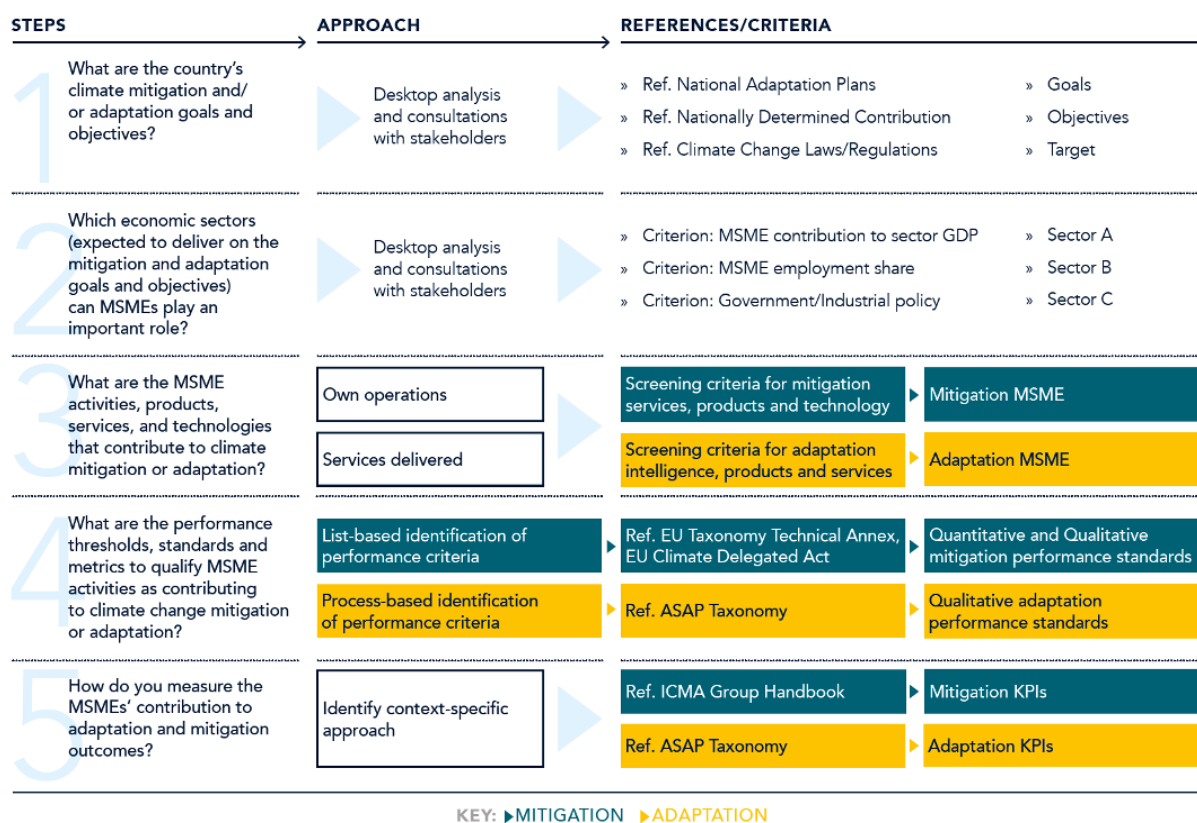 STEPS
APPROACH
REFERENCES/CRITERIA
1
What are the country's
climate mitigation and/
or adaptation goals and
objectives?
Desktop analysis
and consultations
with stakeholders
» Ref. National Adaptation Plans
» Ref. Nationally Determined Contribution
» Ref. Climate Change Laws/Regulations
» Goals
» Objectives
» Target
2
Which economic sectors
(expected to deliver on the
mitigation and adaptation
goals and objectives)
can MSMEs play an
important role?
Desktop analysis
and consultations
with stakeholders
» Criterion: MSME contribution to sector GDP
» Criterion: MSME employment share
» Criterion: Government/Industrial policy
» Sector A
» Sector B
» Sector C
3
What are the MSME
activities, products,
services, and technologies
that contribute to climate
mitigation or adaptation?
Own operations
Services delivered
Screening criteria for mitigation
services, products and technology
Mitigation MSME
Screening criteria for adaptation
intelligence, products and services
Adaptation MSME
4
What are the performance
thresholds, standards and
metrics to qualify MSME
activities as contributing
to climate change mitigation
or adaptation?
List-based identification of
performance criteria
Ref. EU Taxonomy Technical Annex,
EU Climate Delegated Act
Quantitative and Qualitative
mitigation performance standards
Process-based identification
of performance criteria
Ref. ASAP Taxonomy
Qualitative adaptation
performance standards
5
How do you measure the
MSMEs' contribution to
adaptation and mitigation
outcomes?
Identify context-specific
approach
Ref. ICMA Group Handbook
Mitigation KPIs
Ref. ASAP Taxonomy
Adaptation KPIs
KEY: MITIGATION ADAPTATION